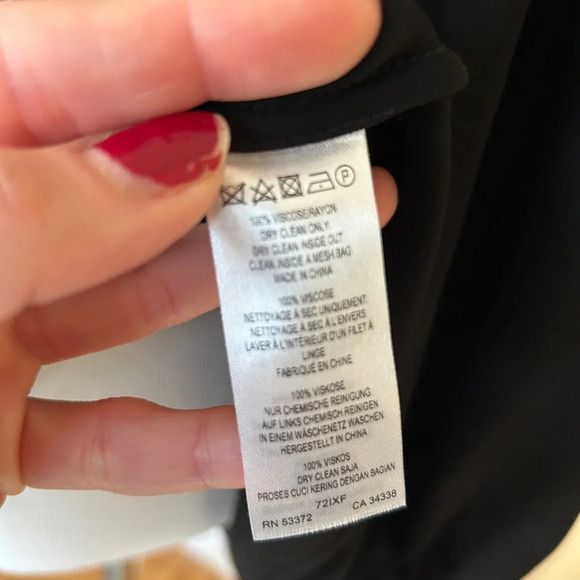 P
100% VISCOSE/RAYON
DRY CLEAN ONLY.
DRY CLEAN INSIDE OUT
CLEAN INSIDE A MESH BAG
MADE IN CHINA
100% VISCOSE
NETTOYAGE À SEC UNIQUEMENT.
NETTOYAGE À SEC À L'ENVERS
LAVER À L'INTÉRIEUR D'UN FILET À
LINGE
FABRIQUÉ EN CHINE
100% VISKOSE
NUR CHEMISCHE REINIGUNG
AUF LINKS CHEMISCH REINIGEN
IN EINEM WÄSCHENETZ WASCHEN
HERGESTELLT IN CHINA
100% VISKOS
DRY CLEAN SAJA
PROSES CUCI KERING DENGAN BAGIAN
72IXF
RN 53372 CA 34338